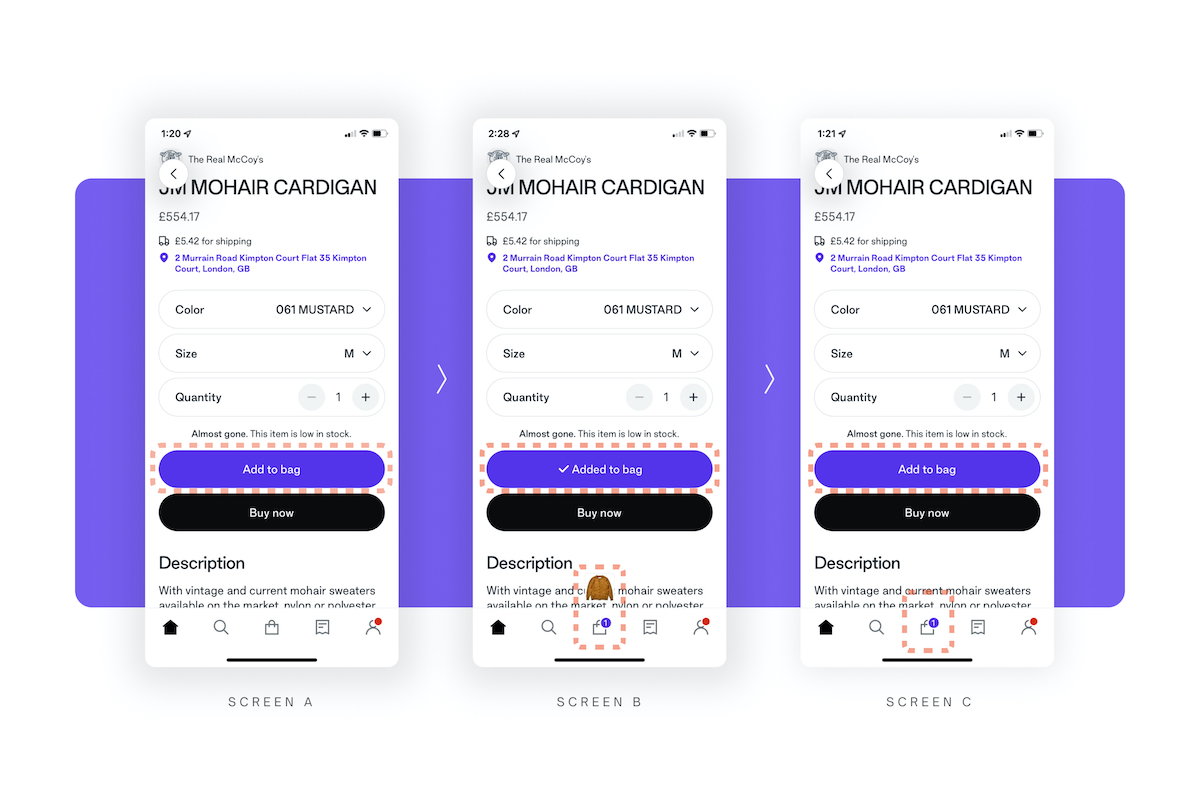 1:20
The Real McCoy's
JM MOHAIR CARDIGAN
£554.17
£5.42 for shipping
2 Murrain Road Kimpton Court Flat 35 Kimpton
Court, London, GB
Color 061 MUSTARD
Size M
Quantity 1
Almost gone. This item is low in stock.
Add to bag
Buy now
Description
With vintage and current mohair sweaters
available on the market, nylon or polyester
SCREEN A
2:28
The Real McCoy's
JM MOHAIR CARDIGAN
£554.17
£5.42 for shipping
2 Murrain Road Kimpton Court Flat 35 Kimpton
Court, London, GB
Color 061 MUSTARD
Size M
Quantity 1
Almost gone. This item is low in stock.
Added to bag
Buy now
Description
With vintage and mohair sweaters
available on the market, nylon or polyester
1
SCREEN B
1:21
The Real McCoy's
JM MOHAIR CARDIGAN
£554.17
£5.42 for shipping
2 Murrain Road Kimpton Court Flat 35 Kimpton
Court, London, GB
Color 061 MUSTARD
Size M
Quantity 1
Almost gone. This item is low in stock.
Add to bag
Buy now
Description
With vintage and current mohair sweaters
available on the market, nylon or polyester
1
SCREEN C